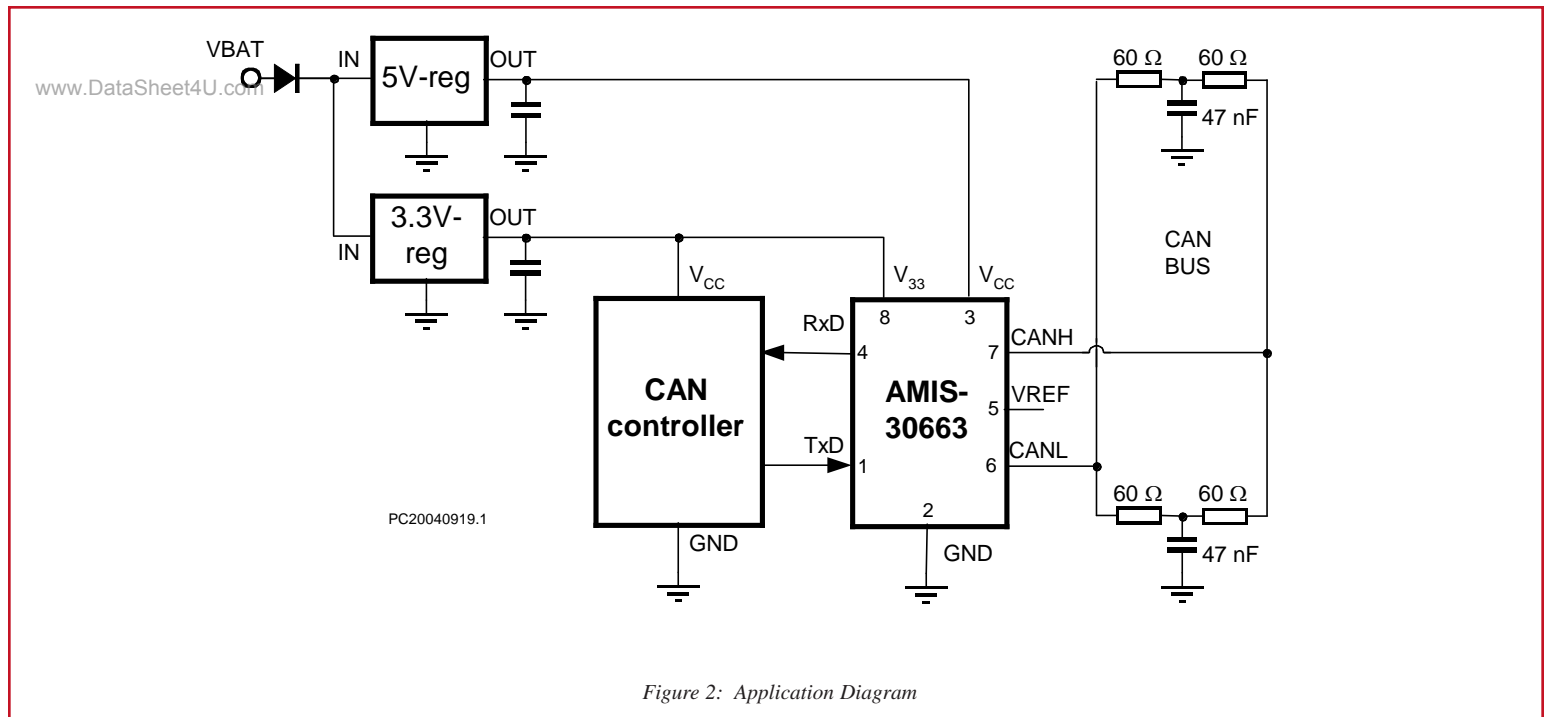 VBAT
www.DataSheet4U.com
IN
5V-reg
OUT
60 Ω
60 Ω
47 nF
IN
3.3V-
reg
OUT
CAN
BUS
VCC
V33
VCC
RxD
8
3
4
7
CANH
CAN
controller
AMIS-
30663
5
VREF
TxD
1
6
CANL
2
GND
GND
60 Ω
60 Ω
47 nF
PC20040919.1
Figure 2: Application Diagram